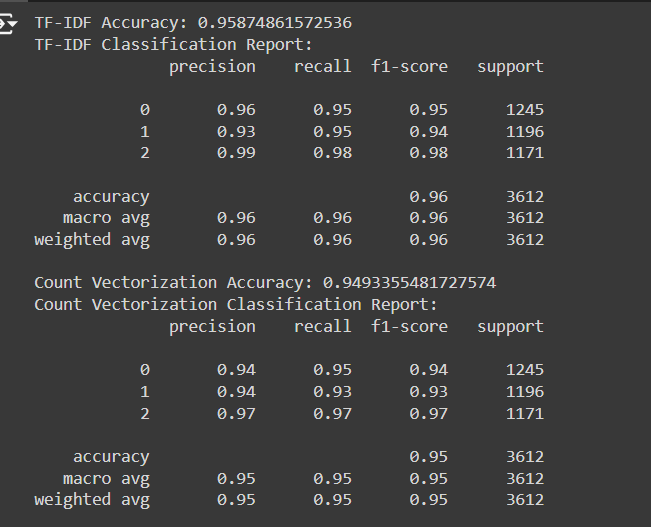 TF-IDF Accuracy: 0.95874861572536
TF-IDF Classification Report:
precision recall f1-score support
0 0.96 0.95 0.95 1245
1 0.93 0.95 0.94 1196
2 0.99 0.98 0.98 1171
accuracy 0.96 3612
macro avg 0.96 0.96 0.96 3612
weighted avg 0.96 0.96 0.96 3612
Count Vectorization Accuracy: 0.9493355481727574
Count Vectorization Classification Report:
precision recall f1-score support
0 0.94 0.95 0.94 1245
1 0.94 0.93 0.93 1196
2 0.97 0.97 0.97 1171
accuracy 0.95 3612
macro avg 0.95 0.95 0.95 3612
weighted avg 0.95 0.95 0.95 3612